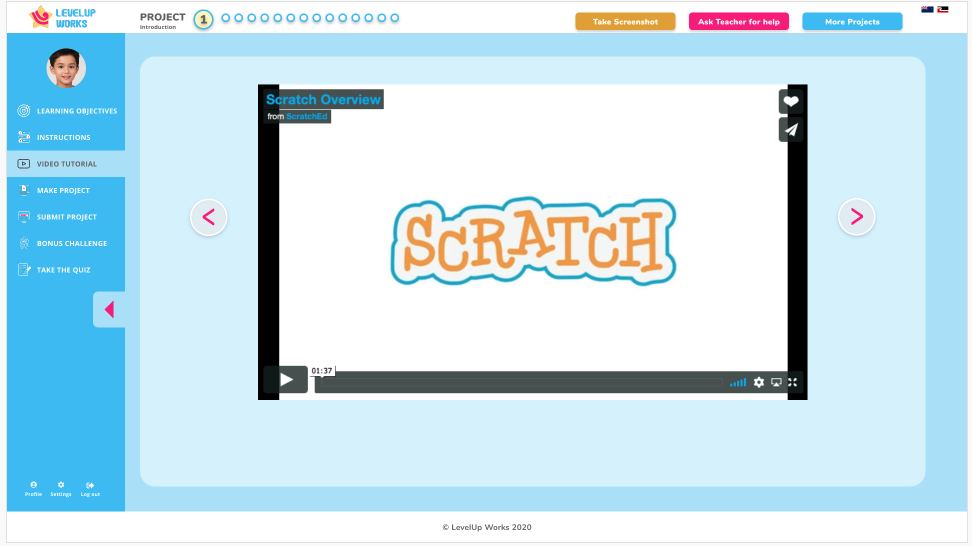 LEVELUP
WORKS
PROJECT
Introduction
1
Take Screenshot
Ask Teacher for help
More Projects
LEARNING OBJECTIVES
INSTRUCTIONS
VIDEO TUTORIAL
MAKE PROJECT
SUBMIT PROJECT
BONUS CHALLENGE
TAKE THE QUIZ
Scratch Overview
from ScratchEd
SCRATCH
01:37
Profile
Settings
Log out
© LevelUp Works 2020